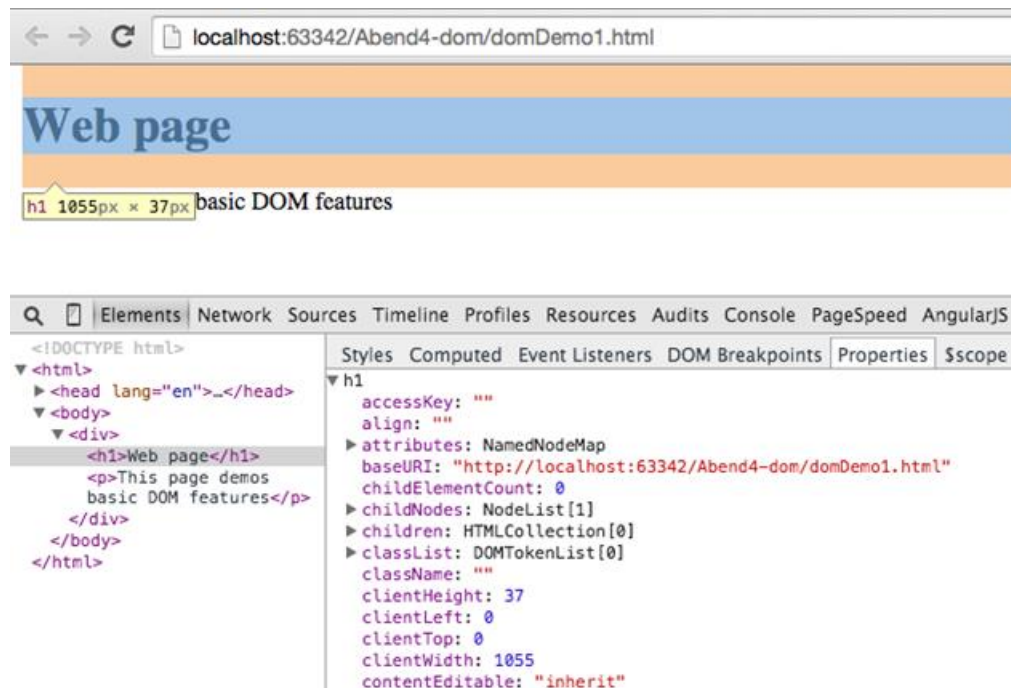 localhost:63342/Abend4-dom/domDemo1.html
Web page
h1 1055px × 37px basic DOM features
Elements Network Sources Timeline Profiles Resources Audits Console PageSpeed AngularJS
<!DOCTYPE html>
▼<html>
▶<head lang="en">…</head>
▼<body>
▼<div>
<h1>Web page</h1>
<p>This page demos
basic DOM features</p>
</div>
</body>
</html>
Styles Computed Event Listeners DOM Breakpoints Properties $scope
▼h1
accessKey: ""
align: ""
▶attributes: NamedNodeMap
baseURI: "http://localhost:63342/Abend4-dom/domDemo1.html"
childElementCount: 0
▶childNodes: NodeList[1]
▶children: HTMLCollection[0]
▶classList: DOMTokenList[0]
className: ""
clientHeight: 37
clientLeft: 0
clientTop: 0
clientWidth: 1055
contentEditable: "inherit"